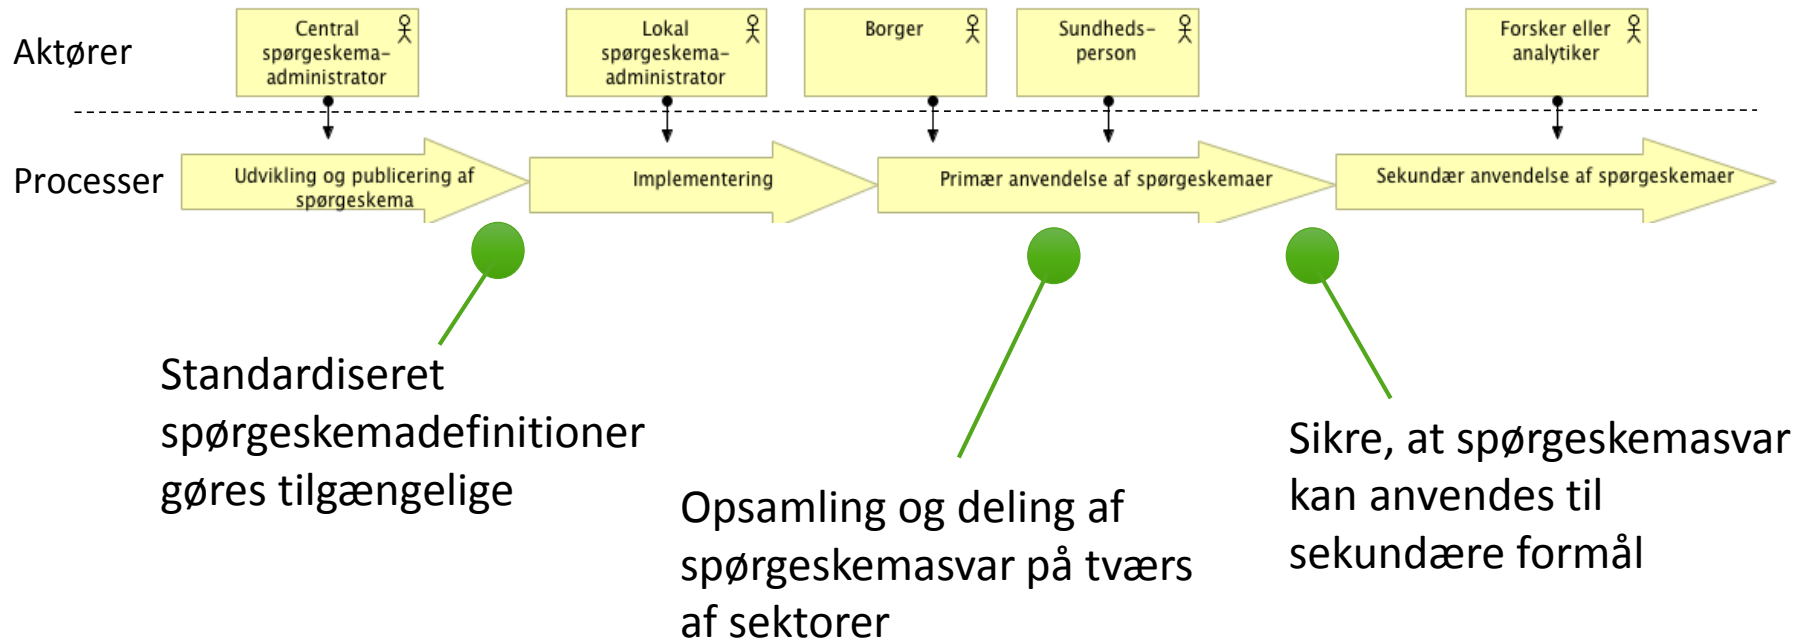 Aktører
Central
spørgeskema-
administrator
Lokal
spørgeskema-
administrator
Borger
Sundheds-
person
Forsker eller
analytiker
Processer
Udvikling og publicering af
spørgeskema
Implementering
Primær anvendelse af spørgeskemaer
Sekundær anvendelse af spørgeskemaer
Standardiseret
spørgeskemadefinitioner
gøres tilgængelige
Opsamling og deling af
spørgeskemasvar på tværs
af sektorer
Sikre, at spørgeskemasvar
kan anvendes til
sekundære formål